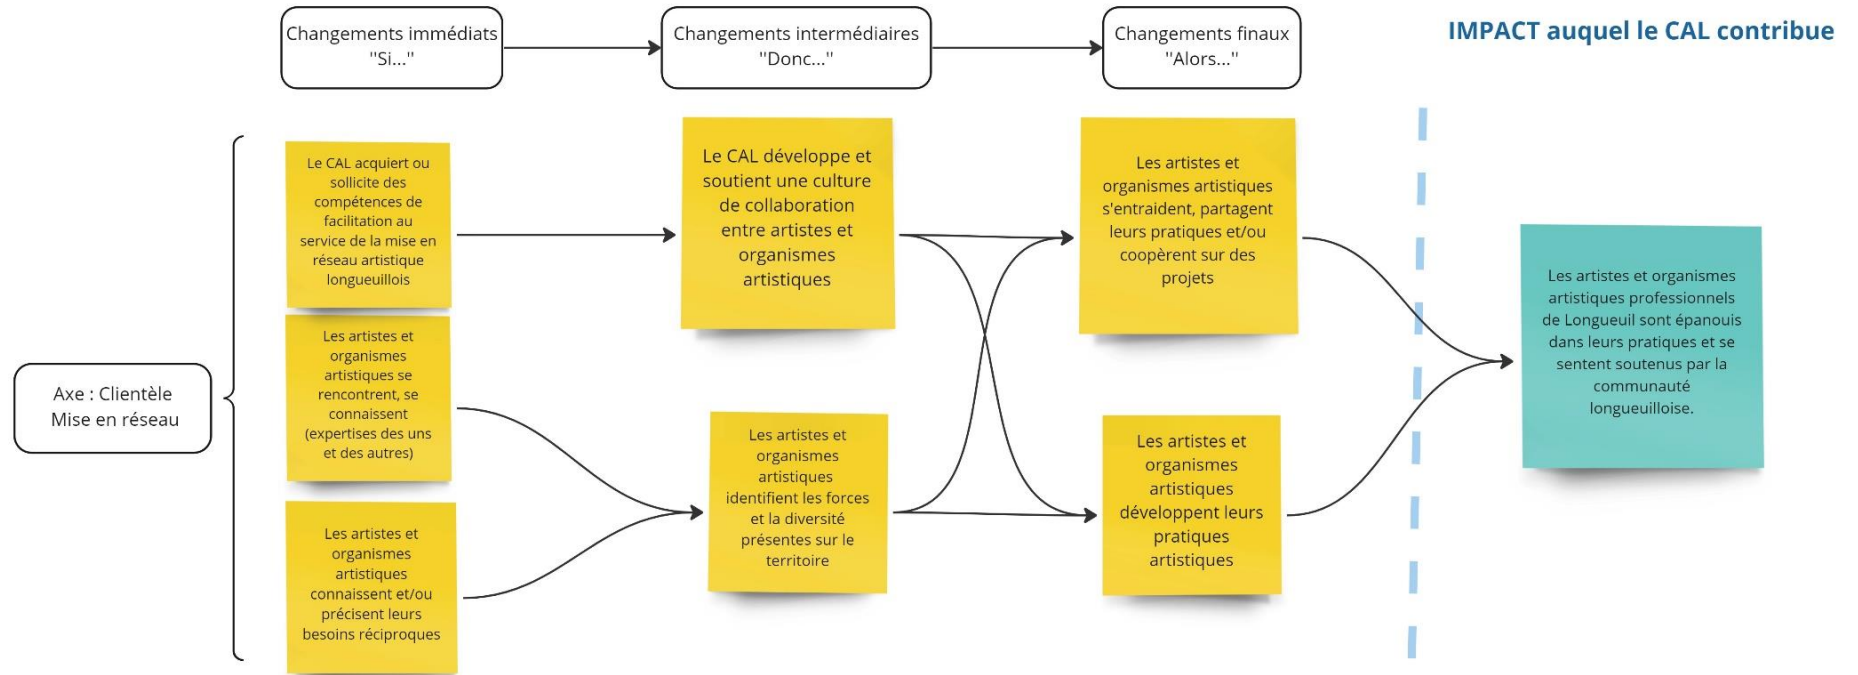 Changements immédiats
"Si..."
Changements intermédiaires
"Donc..."
Changements finaux
"Alors..."
IMPACT auquel le CAL contribue
Axe : Clientèle
Mise en réseau
Le CAL acquiert ou
sollicite des
compétences de
facilitation au
service de la mise en
réseau artistique
longueuillois
Les artistes et
organismes
artistiques se
rencontrent, se
connaissent
(expertises des uns
et des autres)
Les artistes et
organismes
artistiques
connaissent et/ou
précisent leurs
besoins réciproques
Le CAL développe et
soutient une culture
de collaboration
entre artistes et
organismes
artistiques
Les artistes et
organismes
artistiques
identifient les forces
et la diversité
présentes sur le
territoire
Les artistes et
organismes artistiques
s'entraident, partagent
leurs pratiques et/ou
coopèrent sur des
projets
Les artistes et
organismes
artistiques
développent leurs
pratiques
artistiques
Les artistes et organismes
artistiques professionnels
de Longueuil sont épanouis
dans leurs pratiques et se
sentent soutenus par la
communauté
longueuilloise.